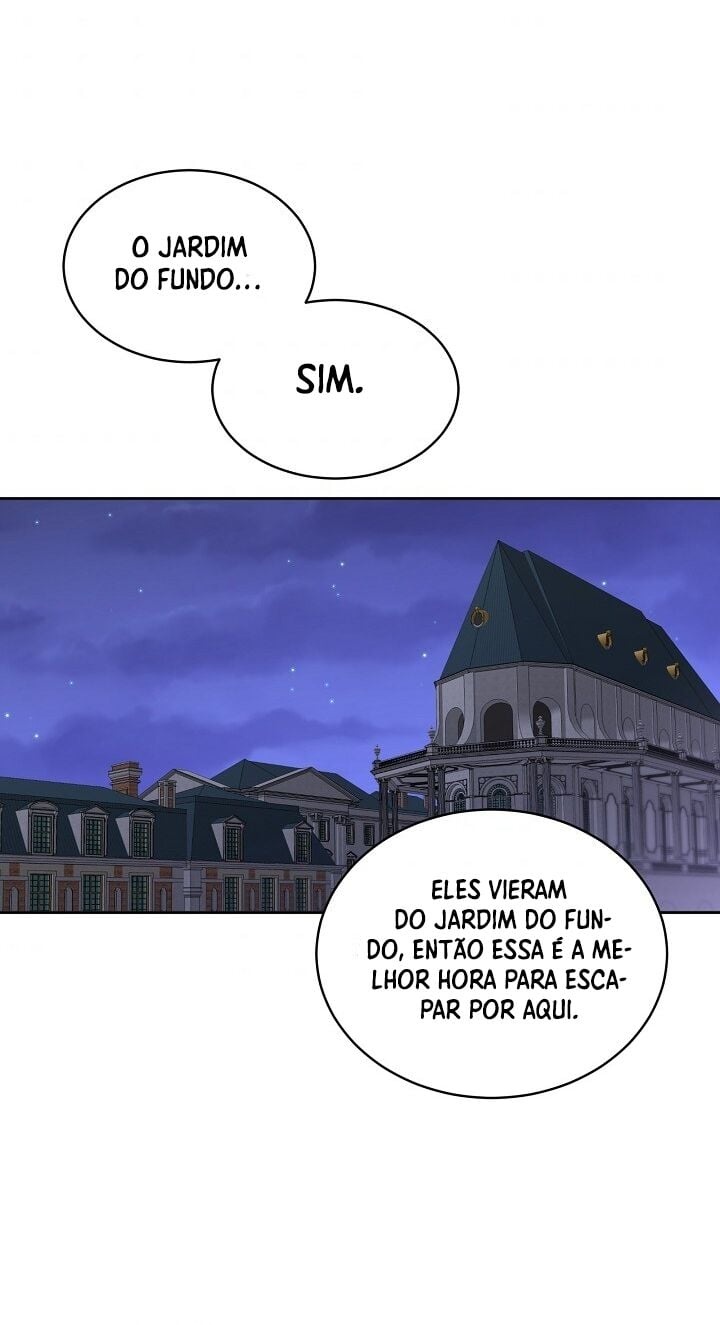 O JARDIM
DO FUNDO...
SIM.
ELES VIERAM
DO JARDIM DO FUN-
DO, ENTÃO ESSA É A ME-
LHOR HORA PARA ESCA-
PAR POR AQUI.